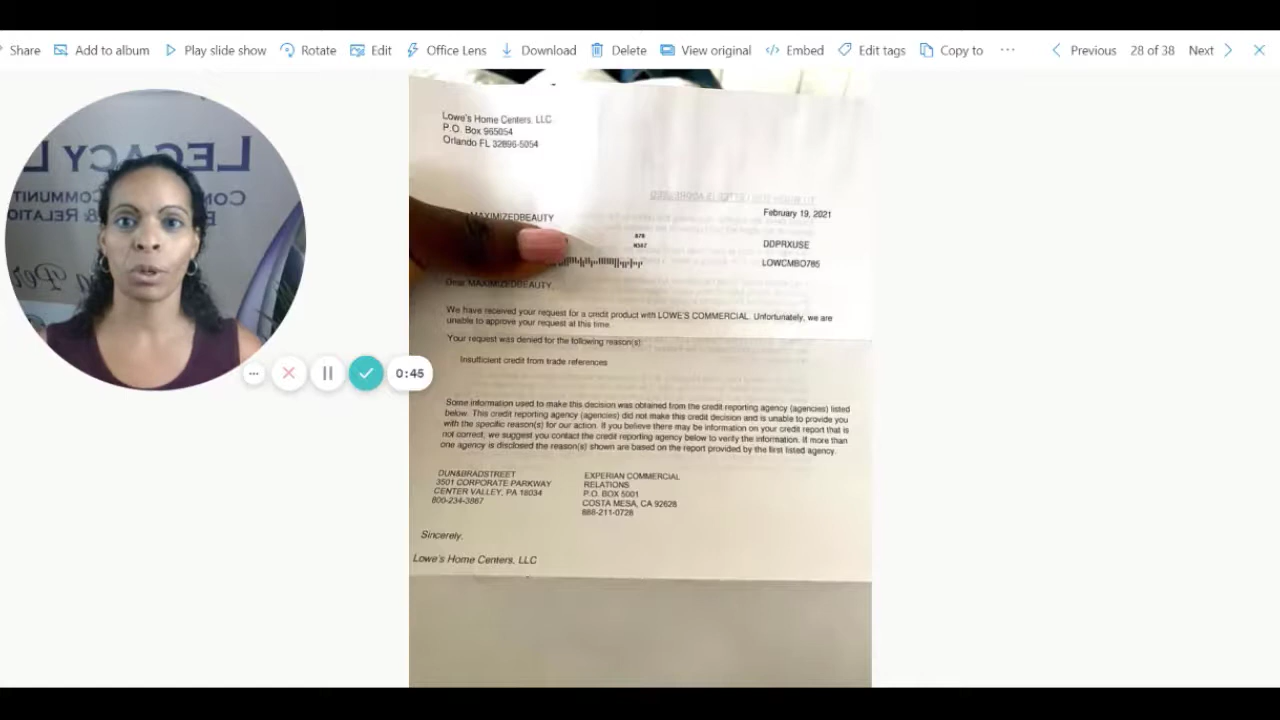 Share Add to album Play slide show Rotate Edit Office Lens Download Delete View original Embed Edit tags Copy to ... Previous 28 of 38 Next
LEGACY L
COMMUNIT
& RELATIO
Lowe's Home Centers, LLC
P.O. Box 965054
Orlando FL 32896-5054
MAXIMIZEDBEAUTY
February 19, 2021
DDPRXUSE
LOWCMBO785
Dear MAXIMIZEDBEAUTY,
We have received your request for a credit product with LOWE'S COMMERCIAL. Unfortunately, we are
unable to approve your request at this time.
Your request was denied for the following reason(s):
Insufficient credit from trade references
Some information used to make this decision was obtained from the credit reporting agency (agencies) listed
below. This credit reporting agency (agencies) did not make this credit decision and is unable to provide you
with the specific reason(s) for our action. If you believe there may be information on your credit report that is
not correct, we suggest you contact the credit reporting agency below to verify the information. If more than
one agency is disclosed the reason(s) shown are based on the report provided by the first listed agency.
DUN&BRADSTREET
3501 CORPORATE PARKWAY
CENTER VALLEY, PA 18034
800-234-3867
EXPERIAN COMMERCIAL
RELATIONS
P.O. BOX 5001
COSTA MESA, CA 92628
888-211-0728
Sincerely,
Lowe's Home Centers, LLC
0:45